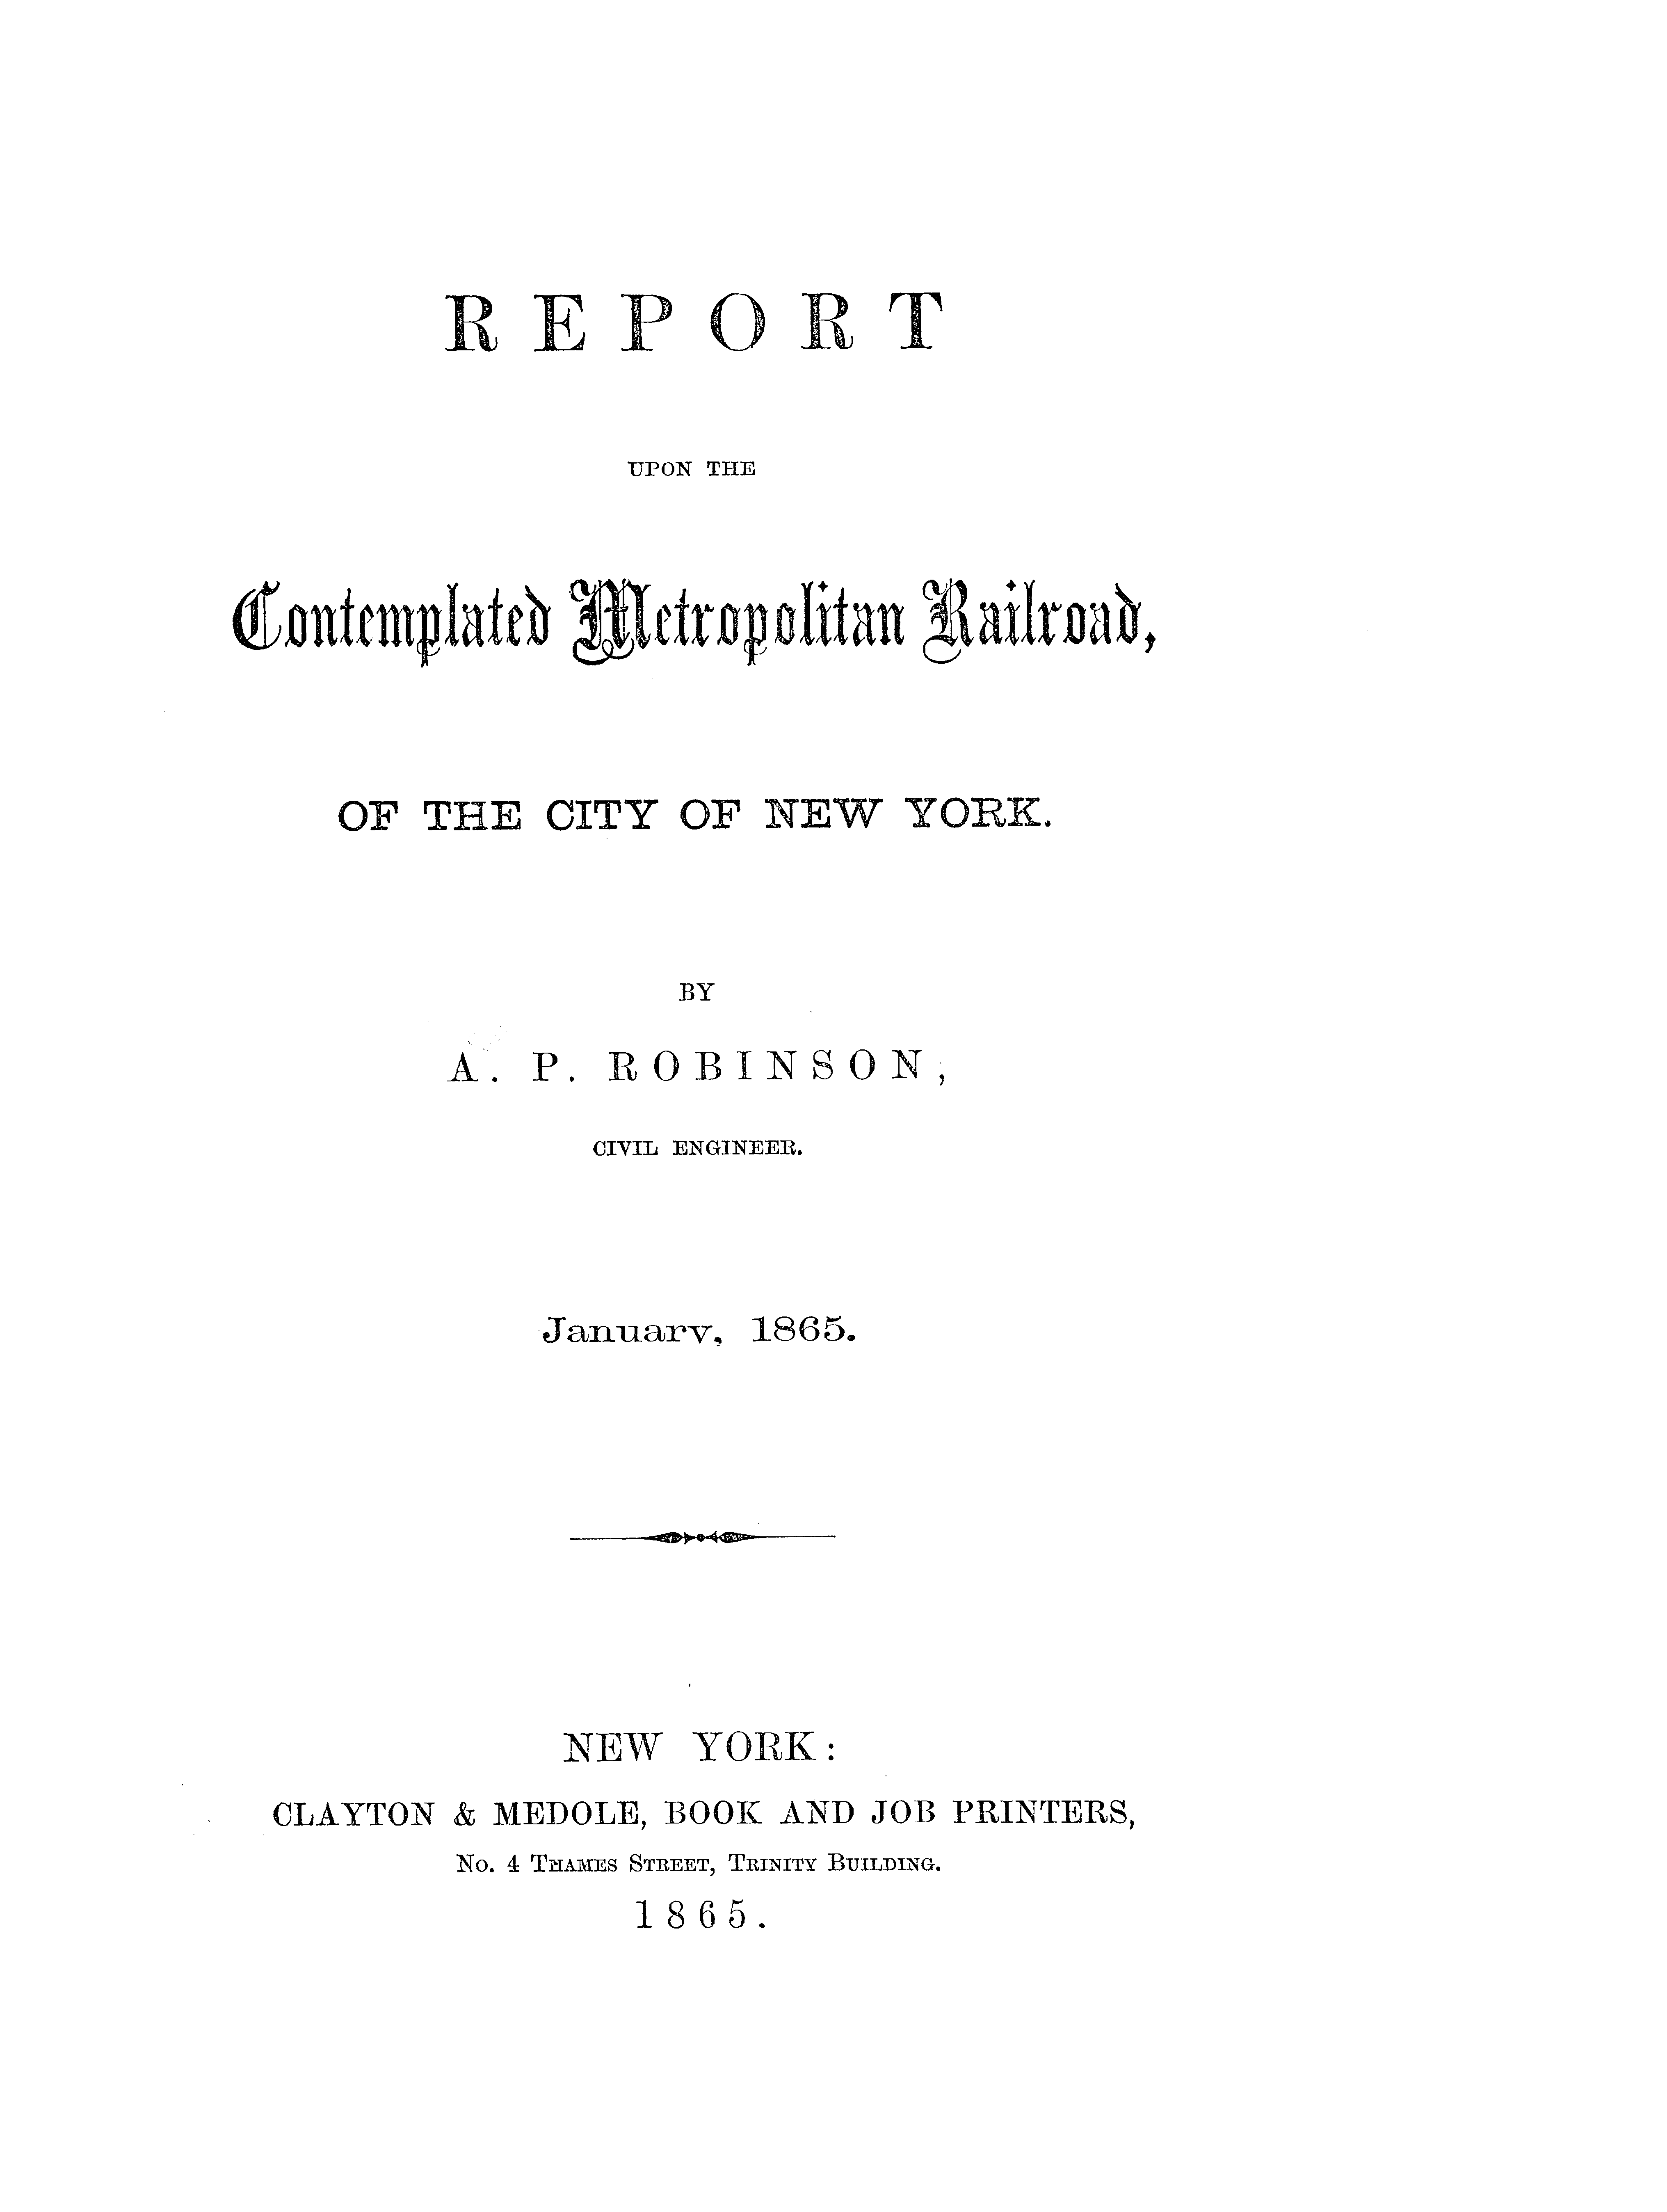 REPORT
UPON THE
Contemplated Metropolitan Railroad,
OF THE CITY OF NEW YORK.
BY
A. P. ROBINSON,
CIVIL ENGINEER.
January, 1865.
NEW YORK:
CLAYTON & MEDOLE, BOOK AND JOB PRINTERS,
No. 4 Thames Street, Trinity Building.
1865.